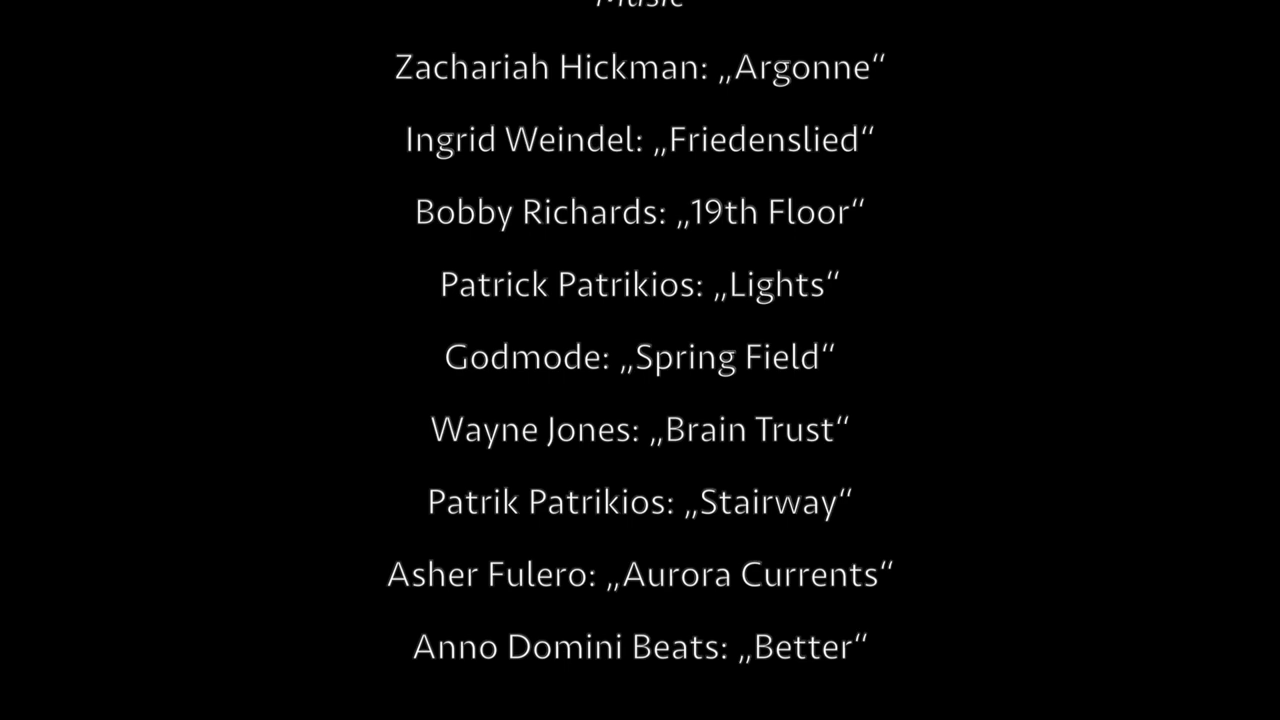 Music
Zachariah Hickman: „Argonne“
Ingrid Weindel: „Friedenslied“
Bobby Richards: „19th Floor“
Patrick Patrikios: „Lights“
Godmode: „Spring Field“
Wayne Jones: „Brain Trust“
Patrik Patrikios: „Stairway“
Asher Fulero: „Aurora Currents“
Anno Domini Beats: „Better“